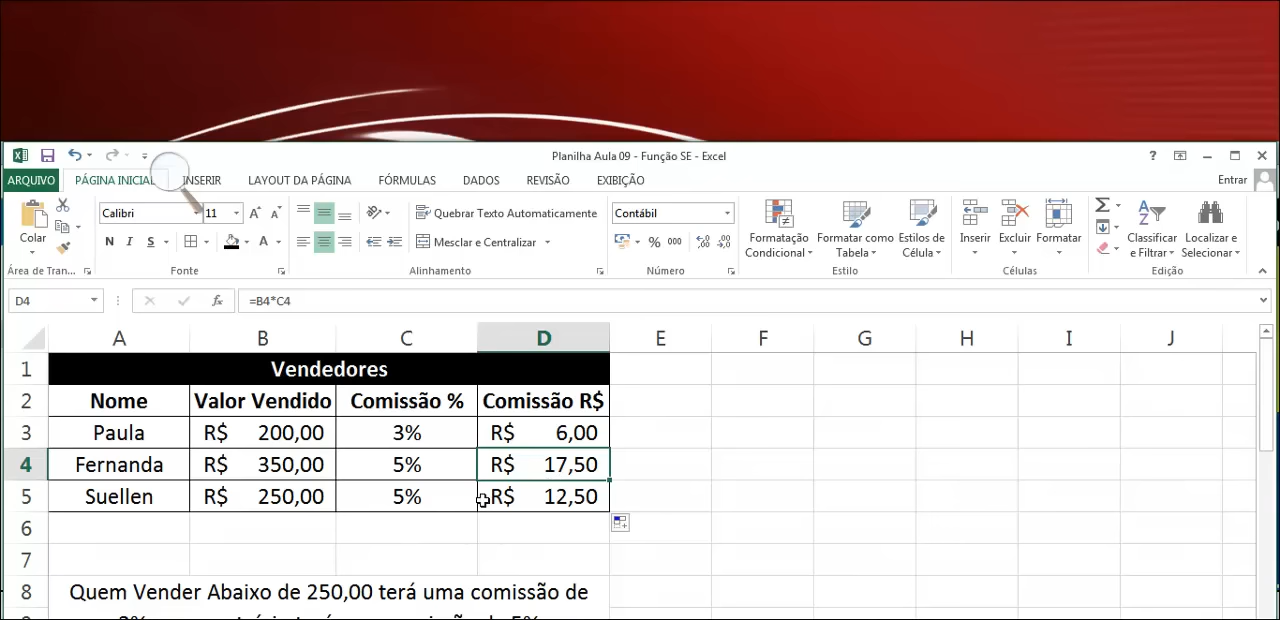 Planilha Aula 09 - Função SE - Excel
?
ARQUIVO PÁGINA INICIAL INSERIR LAYOUT DA PÁGINA FÓRMULAS DADOS REVISÃO EXIBIÇÃO Entrar
Colar
Calibri 11 Quebrar Texto Automaticamente Contábil
N I S A Mesclar e Centralizar % 000
Formatação Condicional Formatar como Tabela Estilos de Célula Inserir Excluir Formatar Classificar e Filtrar Localizar e Selecionar
Área de Tran... Fonte Alinhamento Número Estilo Células Edição
D4 fx =B4*C4
A B C D E F G H I J
1 Vendedores
2 Nome Valor Vendido Comissão % Comissão R$
3 Paula R$ 200,00 3% R$ 6,00
4 Fernanda R$ 350,00 5% R$ 17,50
5 Suellen R$ 250,00 5% R$ 12,50
6
7
8 Quem Vender Abaixo de 250,00 terá uma comissão de